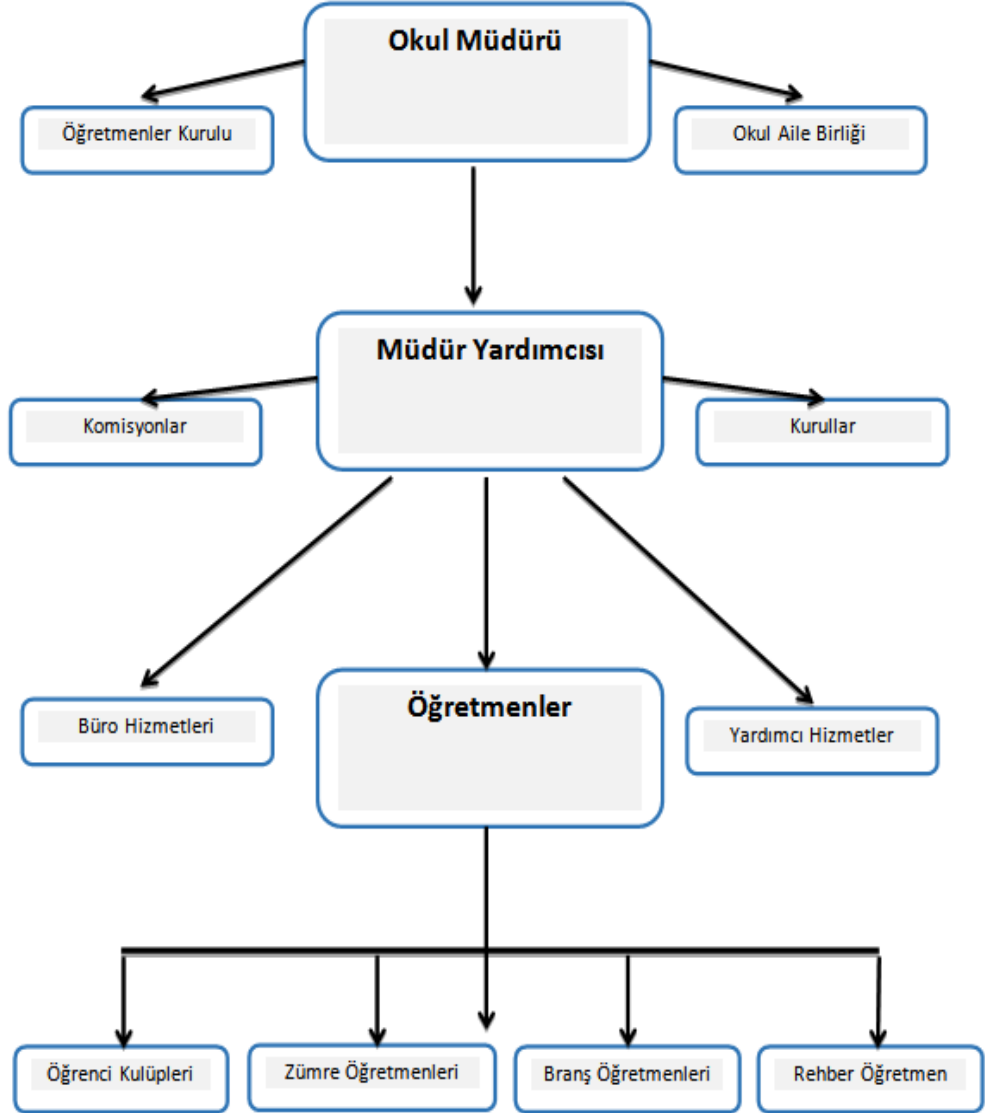 Okul Müdürü
Öğretmenler Kurulu
Okul Aile Birliği
Müdür Yardımcısı
Komisyonlar
Kurullar
Büro Hizmetleri
Öğretmenler
Yardımcı Hizmetler
Öğrenci Kulüpleri
Zümre Öğretmenleri
Branş Öğretmenleri
Rehber Öğretmen